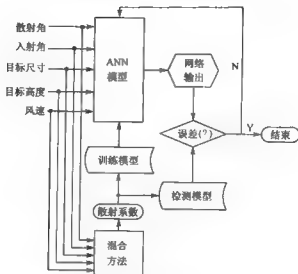 散射角
入射角
目标尺寸
目标高度
风速
ANN
模型
网络
输出
N
误差(?)
Y
结束
训练模型
检测模型
散射系数
混合
方法